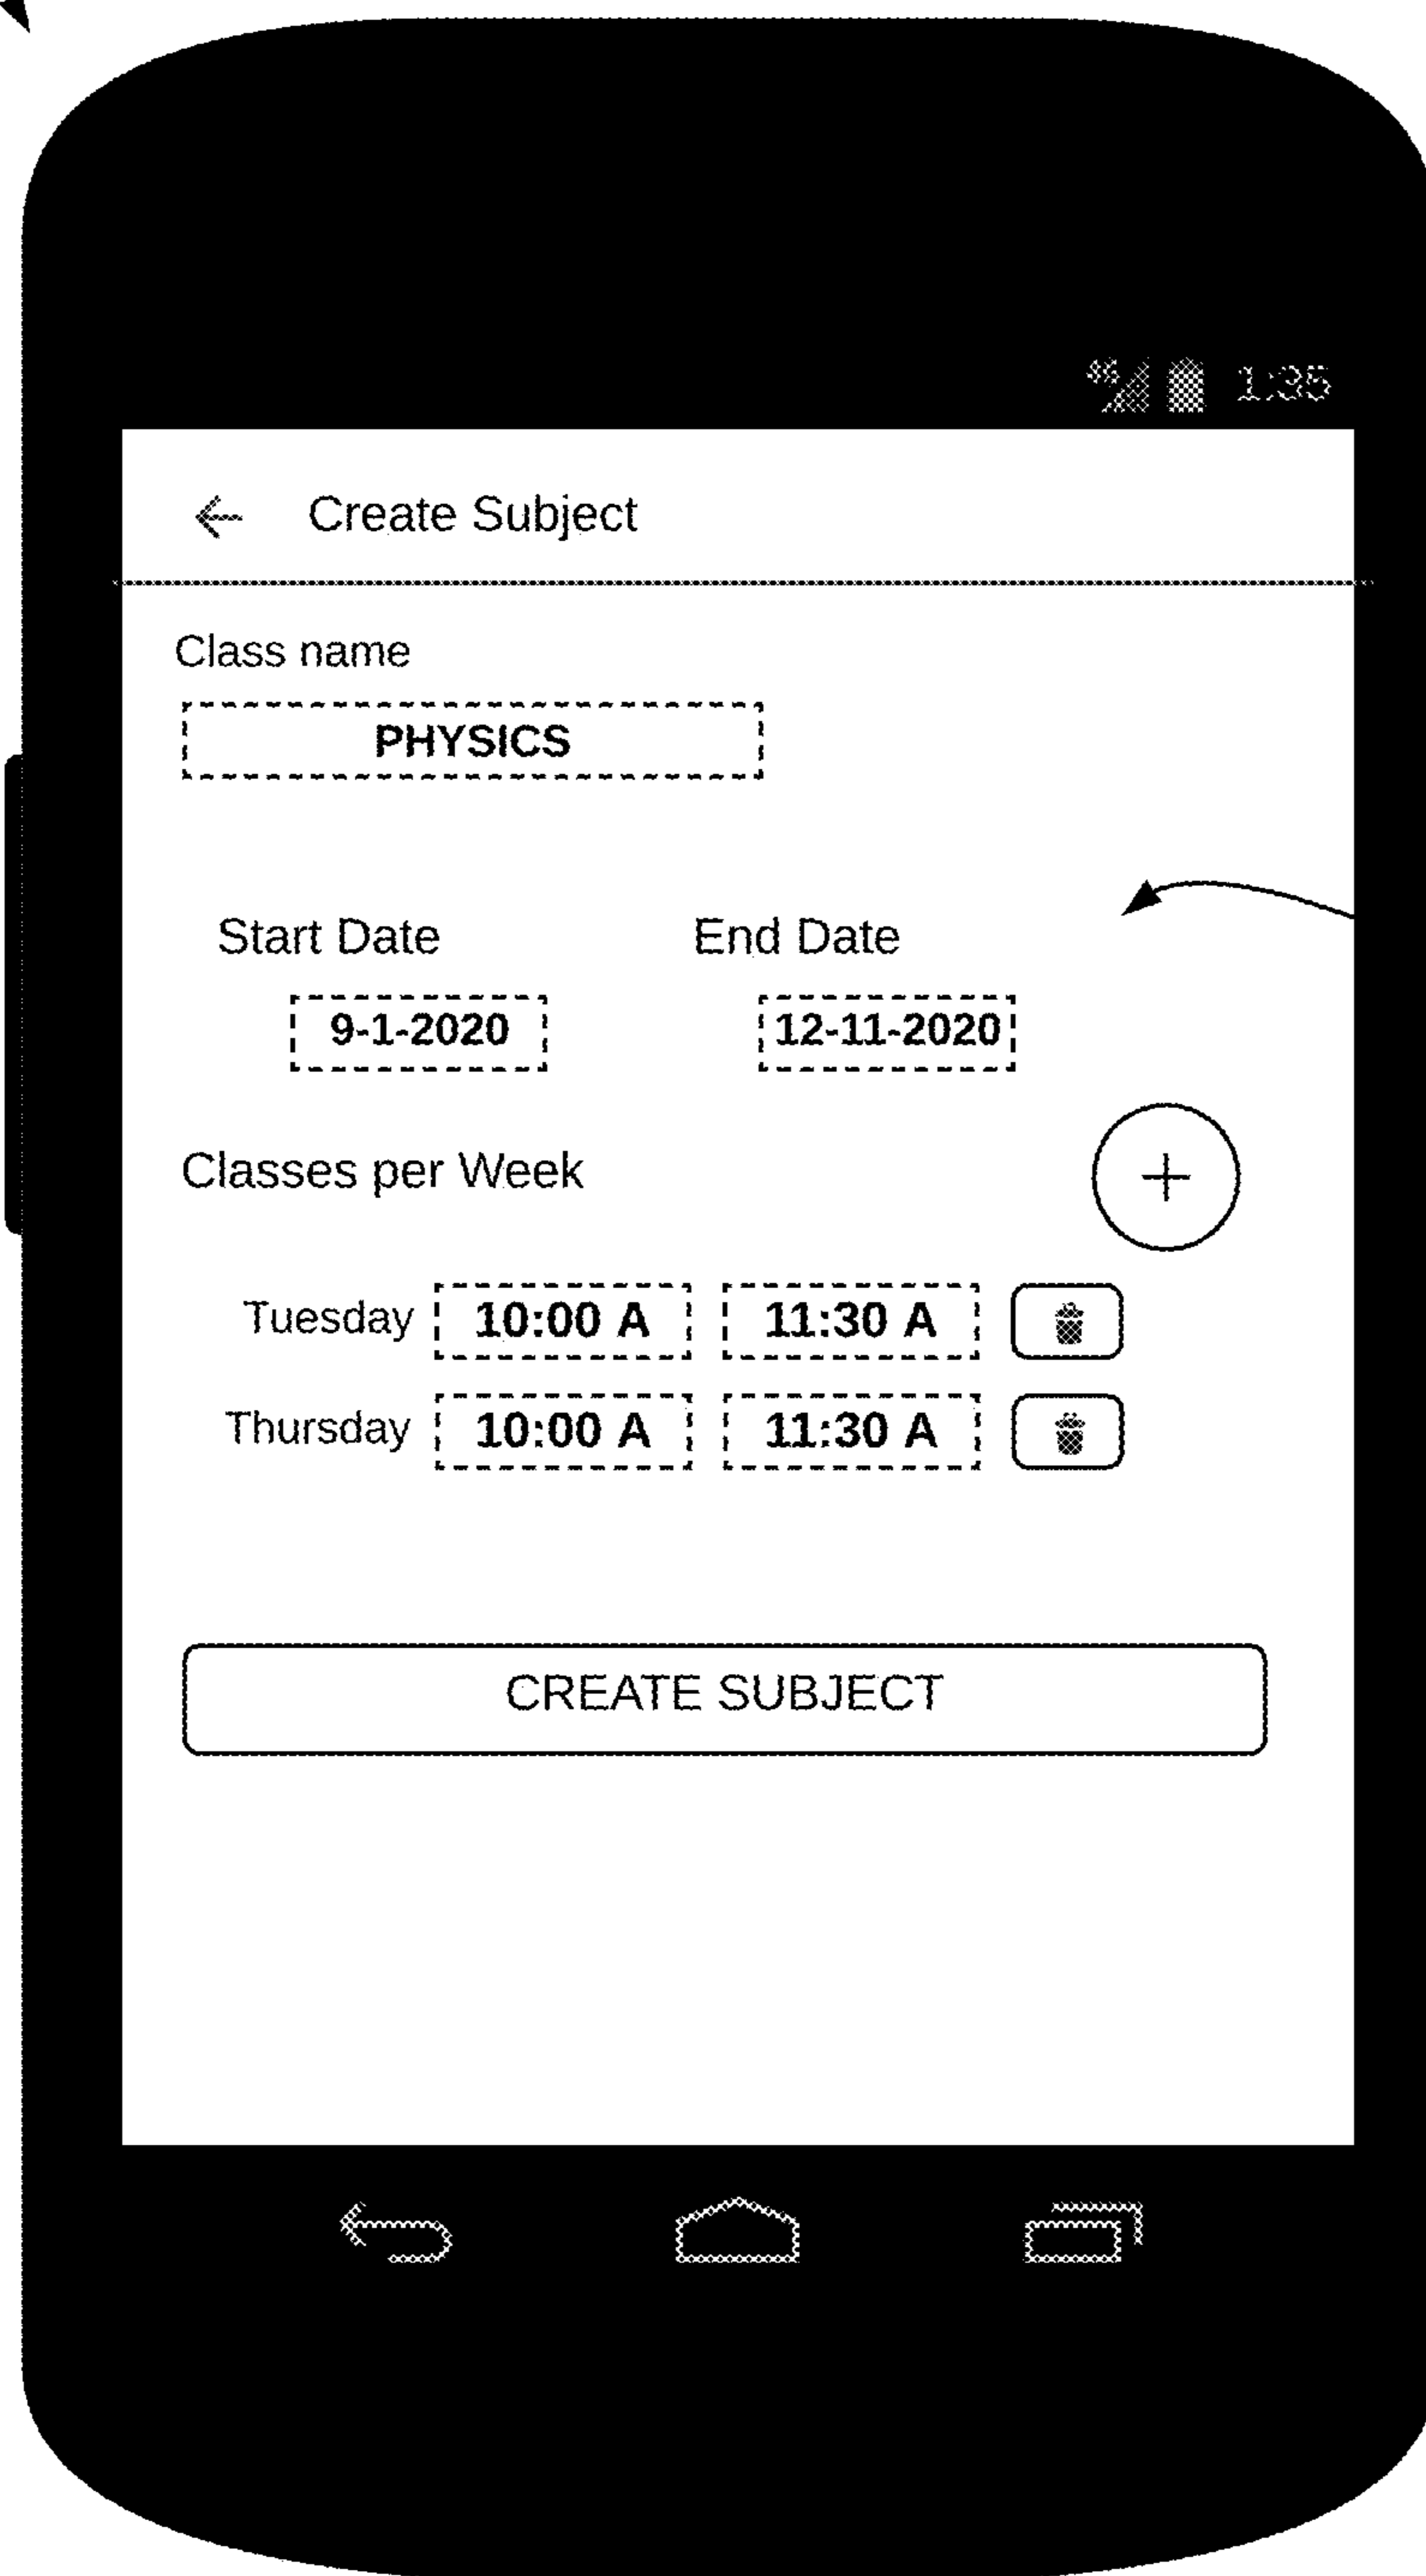 1:35
Create Subject
Class name
PHYSICS
Start Date End Date
9-1-2020 12-11-2020
Classes per Week +
Tuesday 10:00 A 11:30 A
Thursday 10:00 A 11:30 A
CREATE SUBJECT